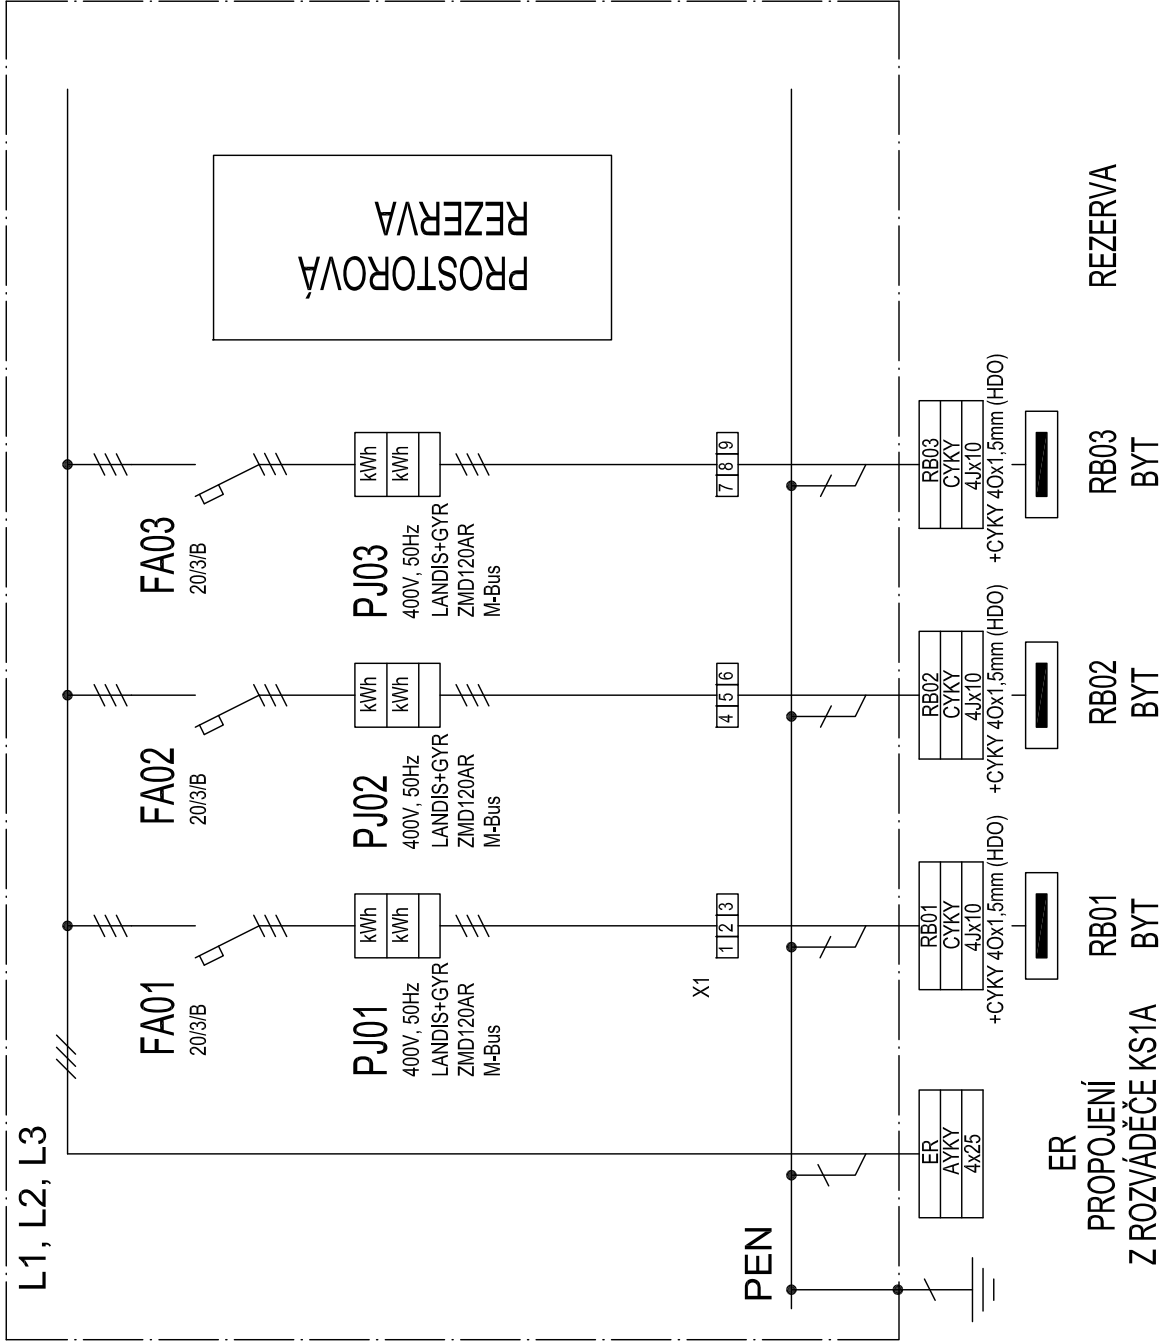 L1, L2, L3
FA01
20/3/B
FA02
20/3/B
FA03
20/3/B
PROSTOROVÁ
REZERVA
PJ01
400V, 50Hz
LANDIS+GYR
ZMD120AR
M-Bus
kWh
kWh
PJ02
400V, 50Hz
LANDIS+GYR
ZMD120AR
M-Bus
kWh
kWh
PJ03
400V, 50Hz
LANDIS+GYR
ZMD120AR
M-Bus
kWh
kWh
X1
1 2 3
4 5 6
7 8 9
PEN
ER
AYKY
4x25
RB01
CYKY
4Jx10
+CYKY 4Ox1,5mm (HDO)
RB02
CYKY
4Jx10
+CYKY 4Ox1,5mm (HDO)
RB03
CYKY
4Jx10
+CYKY 4Ox1,5mm (HDO)
ER
PROPOJENÍ
Z ROZVÁDĚČE KS1A
RB01
BYT
RB02
BYT
RB03
BYT
REZERVA